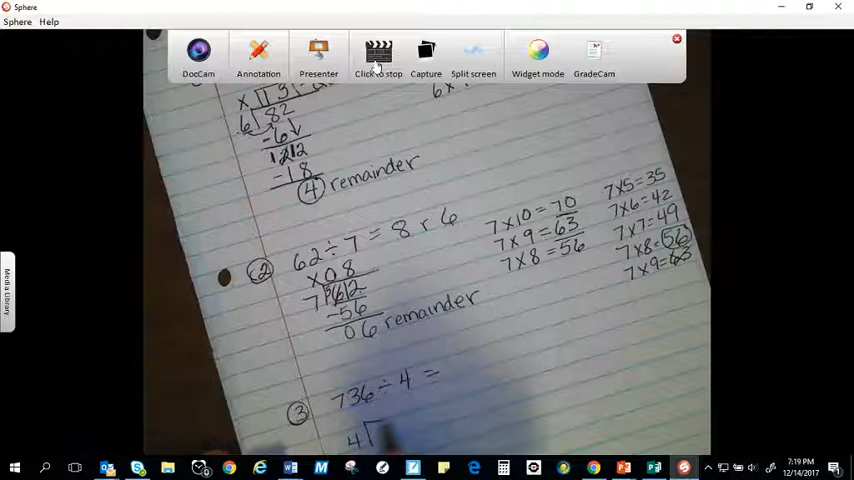 Sphere
Sphere Help
DocCam Annotation Presenter Click to stop Capture Split screen Widget mode GradeCam
Media Library
6 82
-6
12
-18
4 remainder
62 ÷ 7 = 8 r 6
x 08
7 62
-56
06 remainder
7x10=70
7x9=63
7x8=56
7x5=35
7x6=42
7x7=49
7x8=56
7x9=63
2
3
736 ÷ 4 =
4
7:19 PM
12/14/2017